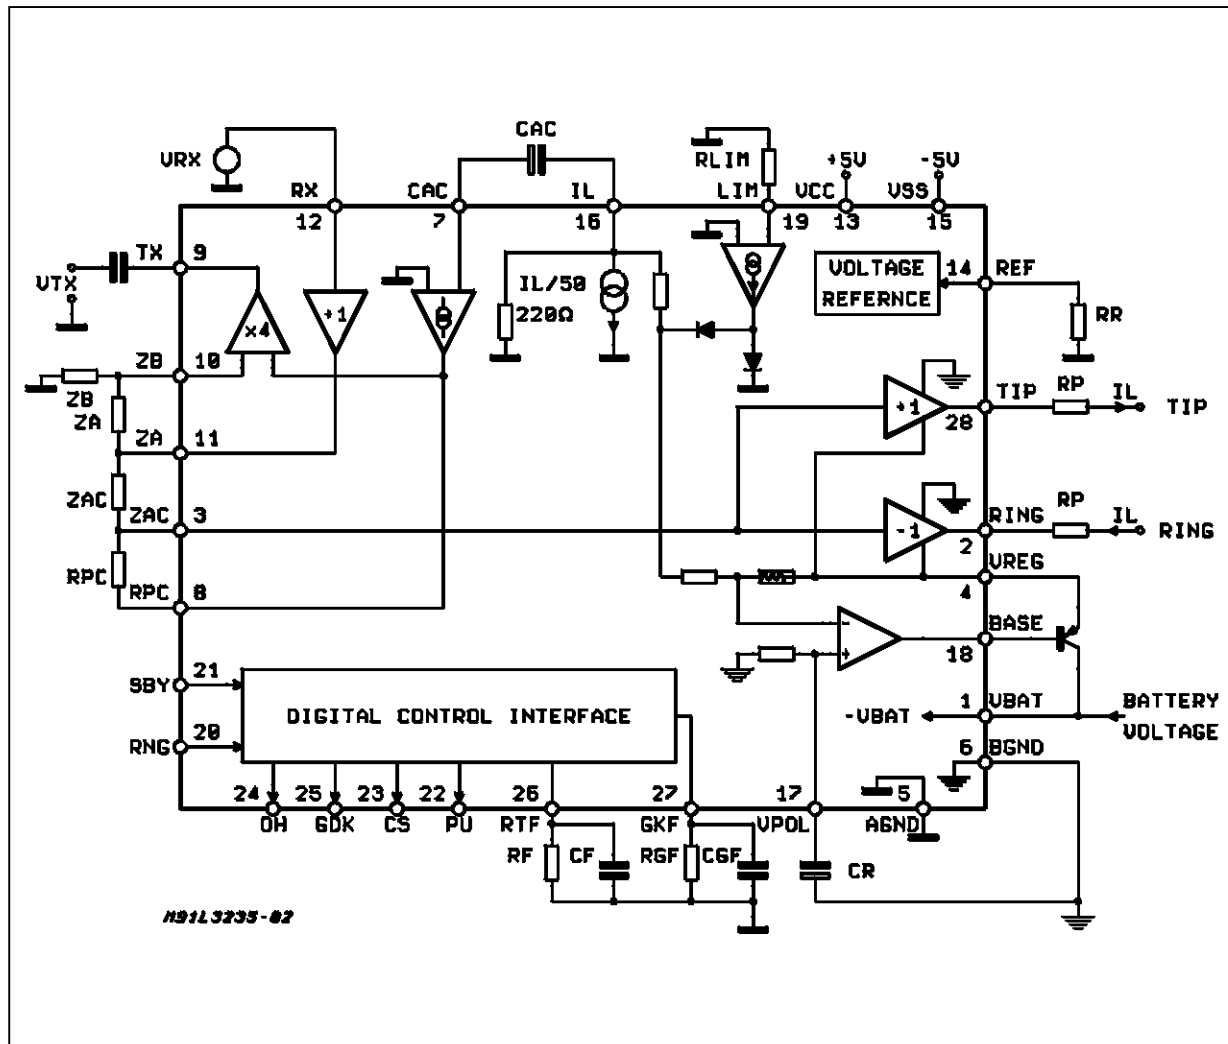 CAC
VRX
RLIM
+5V
-5V
RX
CAC
IL
LIM
VCC
VSS
12
7
16
19
13
15
TX
9
VOLTAGE
REFERNCE
14
REF
VTX
IL/50
220Ω
RR
×4
+1
ZB
10
ZB
ZA
TIP
RP
IL
TIP
+1
28
ZA
11
ZAC
ZAC
3
RING
RP
IL
RING
-1
2
VREG
4
RPC
RPC
8
BASE
-
+
18
SBY
21
DIGITAL CONTROL INTERFACE
-VBAT
1
VBAT
BATTERY
VOLTAGE
RNG
20
6
BGND
24
25
23
22
26
27
17
5
OH
GDK
CS
PU
RTF
GKF
VPOL
AGND
RF
CF
RGF
CGF
CR
M91L3235-02